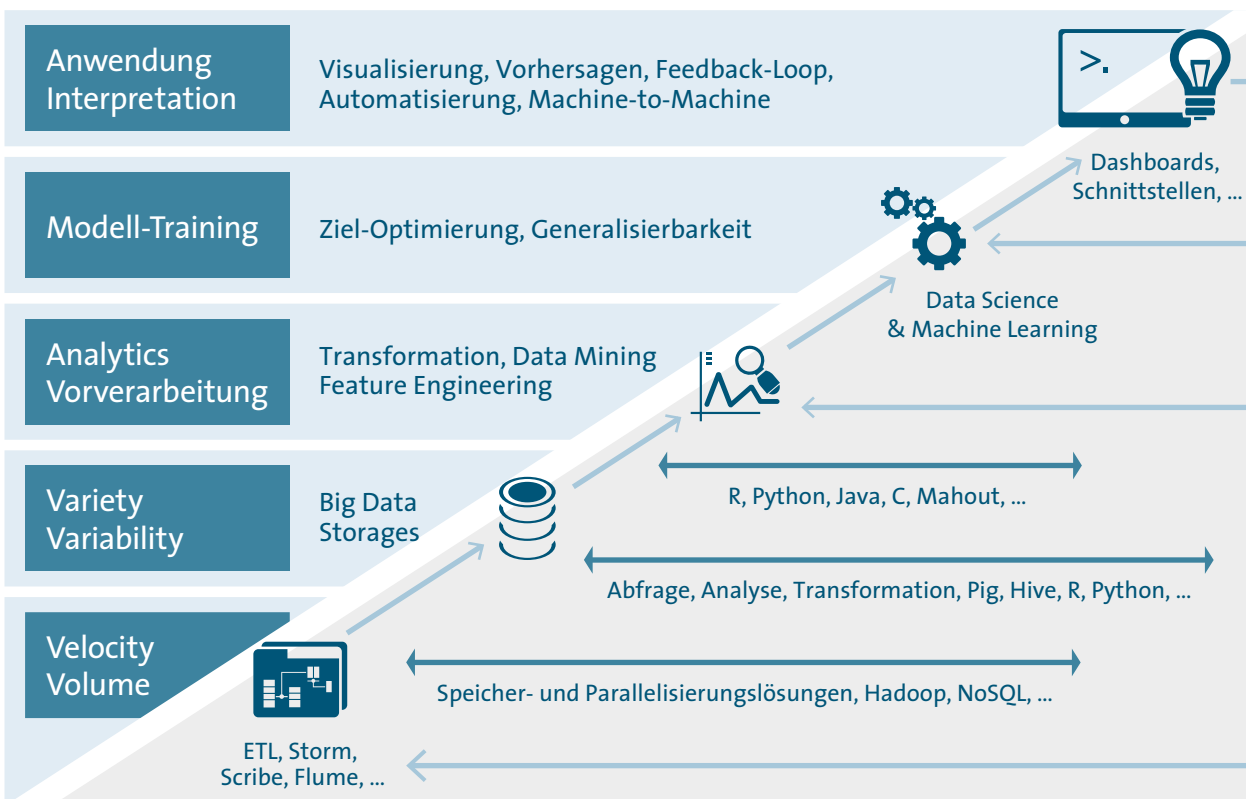 Anwendung
Interpretation
Visualisierung, Vorhersagen, Feedback-Loop,
Automatisierung, Machine-to-Machine
>.
Dashboards,
Schnittstellen, ...
Modell-Training
Ziel-Optimierung, Generalisierbarkeit
Data Science
& Machine Learning
Analytics
Vorverarbeitung
Transformation, Data Mining
Feature Engineering
R, Python, Java, C, Mahout, ...
Variety
Variability
Big Data
Storages
Abfrage, Analyse, Transformation, Pig, Hive, R, Python, ...
Velocity
Volume
Speicher- und Parallelisierungslösungen, Hadoop, NoSQL, ...
ETL, Storm,
Scribe, Flume, ...